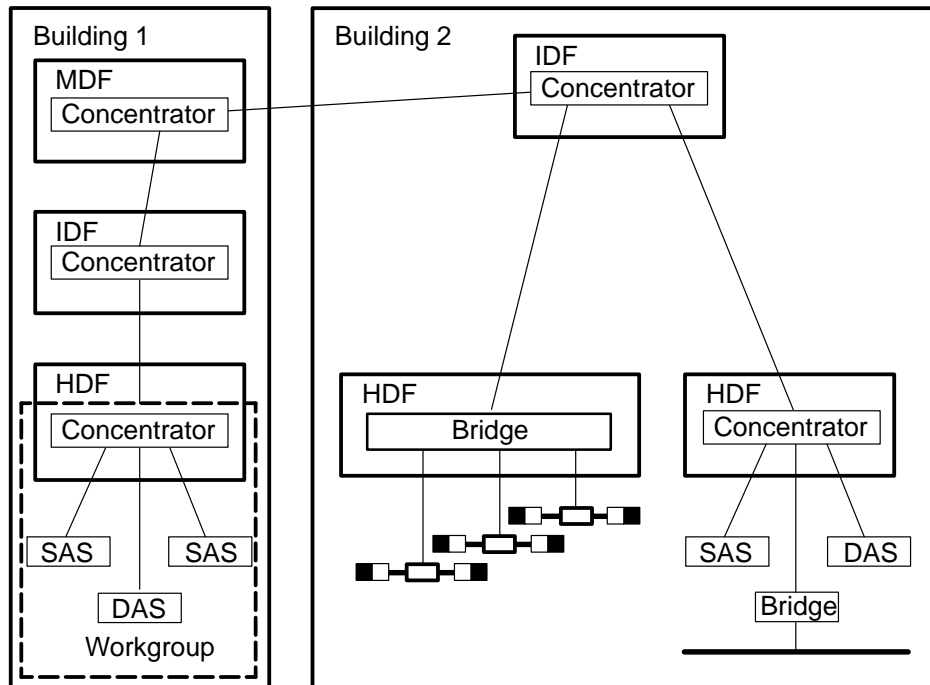 Building 1
MDF
Concentrator
IDF
Concentrator
HDF
Concentrator
SAS
SAS
DAS
Workgroup
Building 2
IDF
Concentrator
HDF
Bridge
HDF
Concentrator
SAS
DAS
Bridge